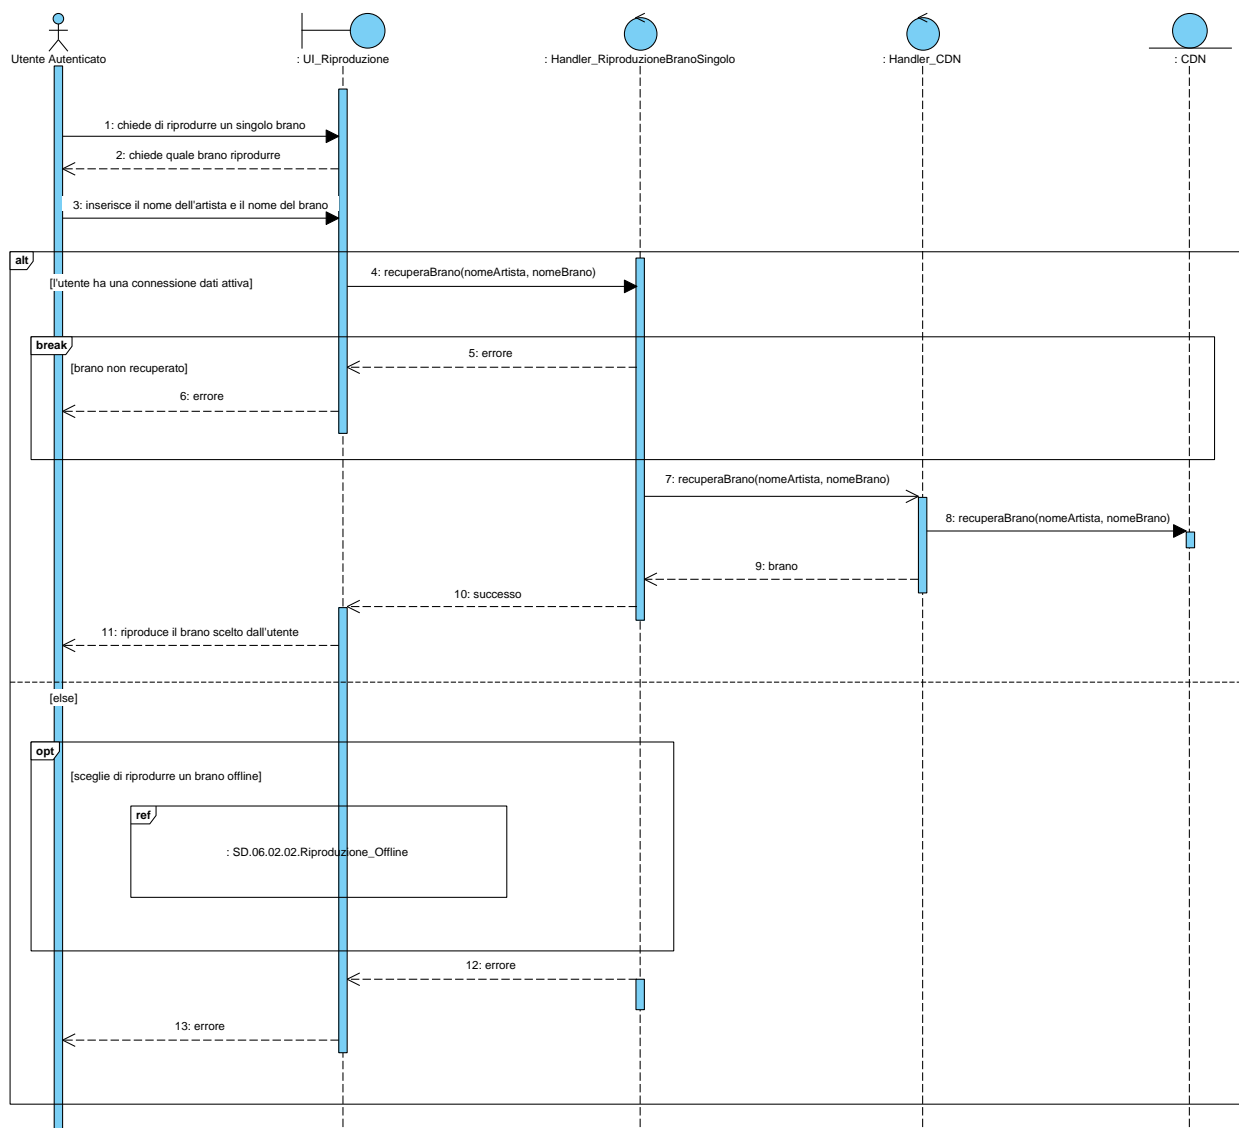 Utente Autenticato
: UI_Riproduzione
: Handler_RiproduzioneBranoSingolo
: Handler_CDN
: CDN
1: chiede di riprodurre un singolo brano
2: chiede quale brano riprodurre
3: inserisce il nome dell'artista e il nome del brano
alt
[l'utente ha una connessione dati attiva]
4: recuperaBrano(nomeArtista, nomeBrano)
break
[brano non recuperato]
5: errore
6: errore
7: recuperaBrano(nomeArtista, nomeBrano)
8: recuperaBrano(nomeArtista, nomeBrano)
9: brano
10: successo
11: riproduce il brano scelto dall'utente
[else]
opt
[sceglie di riprodurre un brano offline]
ref
: SD.06.02.02.Riproduzione_Offline
12: errore
13: errore